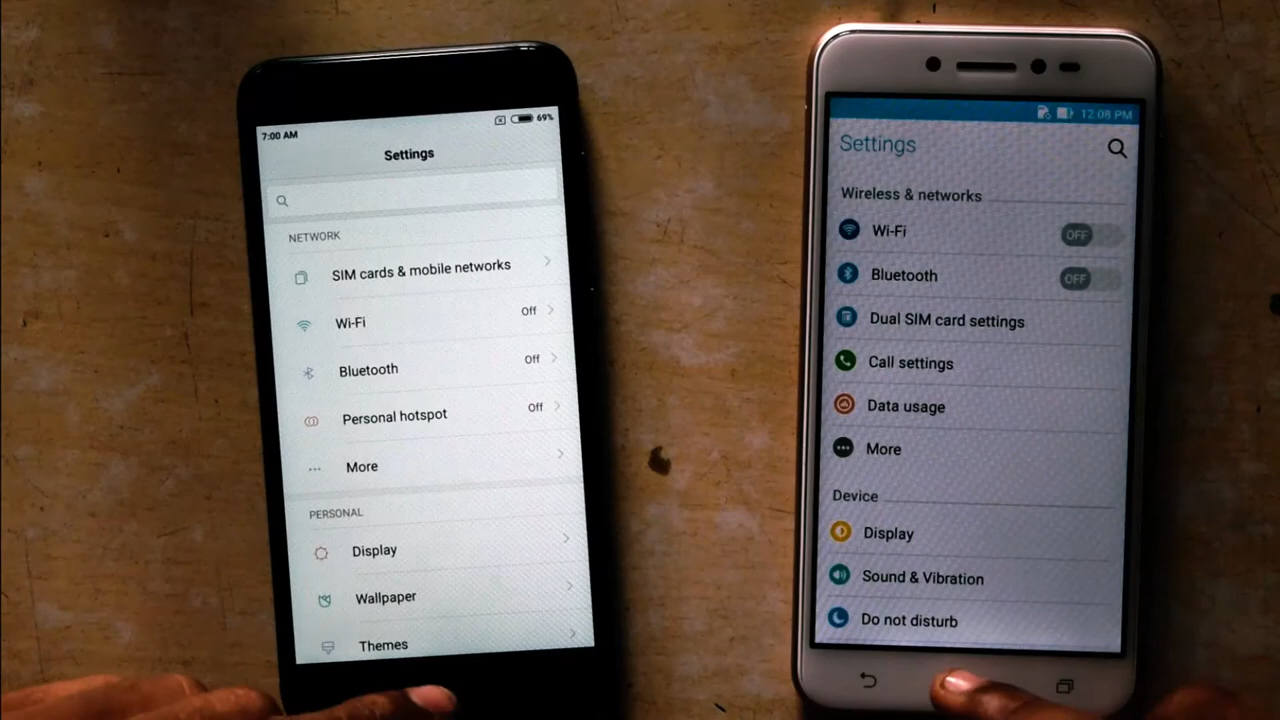 7:00 AM
69%
Settings
NETWORK
SIM cards & mobile networks
Wi-Fi
Off
Bluetooth
Off
Personal hotspot
Off
More
PERSONAL
Display
Wallpaper
Themes
12:08 PM
Settings
Wireless & networks
Wi-Fi
OFF
Bluetooth
OFF
Dual SIM card settings
Call settings
Data usage
More
Device
Display
Sound & Vibration
Do not disturb